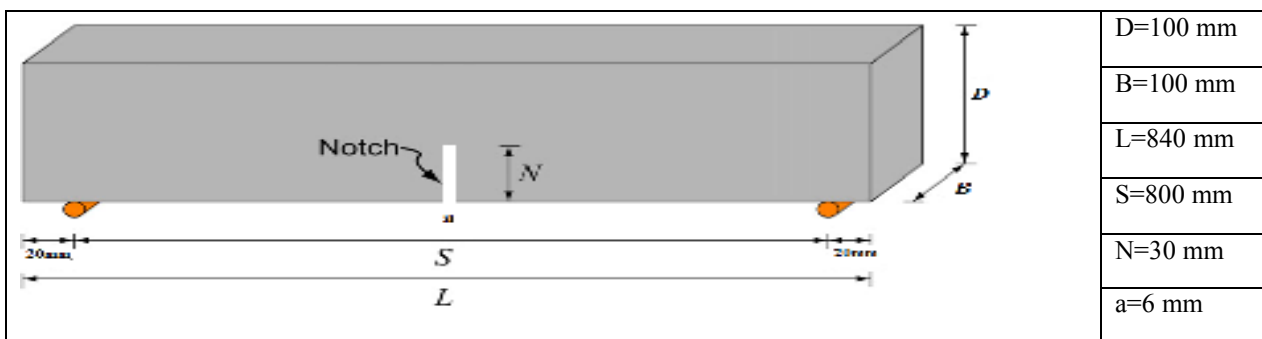 D=100 mm
B=100 mm
L=840 mm
S=800 mm
N=30 mm
a=6 mm
Notch
N
D
B
a
20mm
S
20mm
L